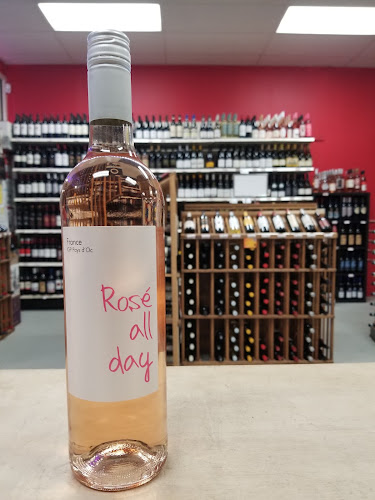 France
IGP Pays d'Oc
Rosé
all
day